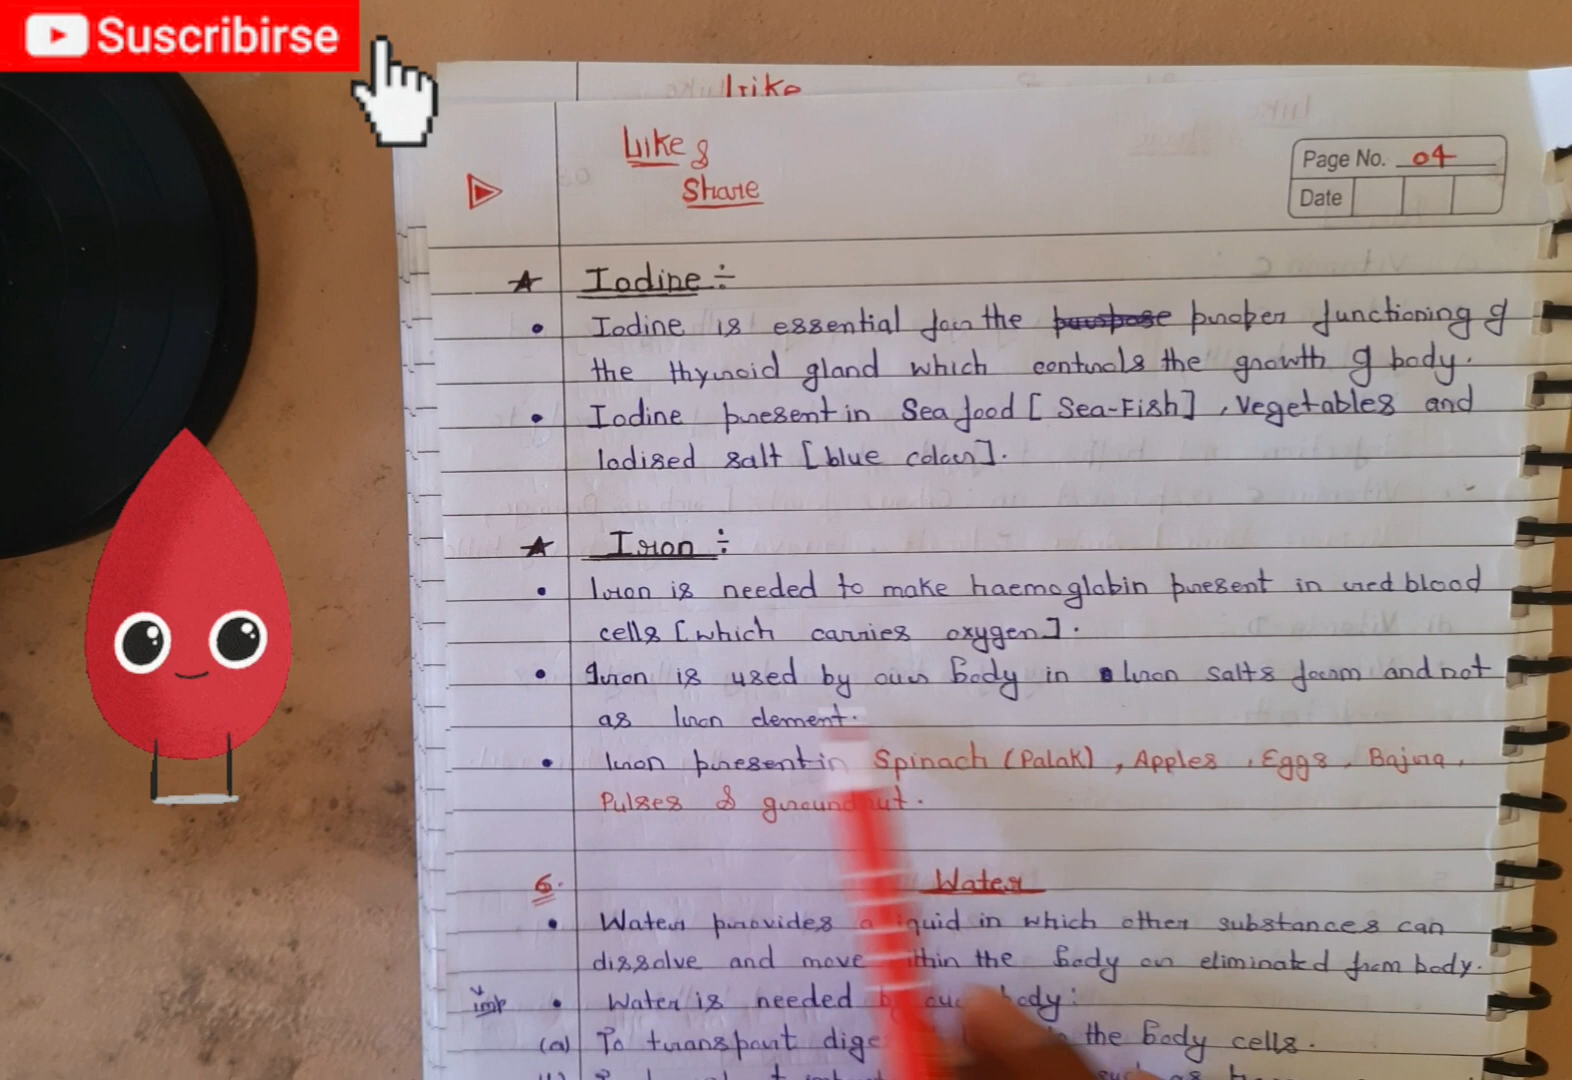 Suscribirse
Like
Like &
Share
Page No. 04
Date
Iodine :-
Iodine is essential for the proper functioning of
the thyroid gland which controls the growth of body.
Iodine present in Sea food [ Sea-Fish] , Vegetables and
Iodised salt [blue colour].
Iron :-
Iron is needed to make haemoglobin present in red blood
cells [which carries oxygen].
Iron is used by our body in Iron salts form and not
as Iron element.
Iron present in Spinach (Palak) , Apples , Eggs , Bajra ,
Pulses & groundnut.
6. Water
Water provides a liquid in which other substances can
dissolve and move within the body or eliminated from body.
imp • Water is needed by our body:
(a) To transport the body cells.